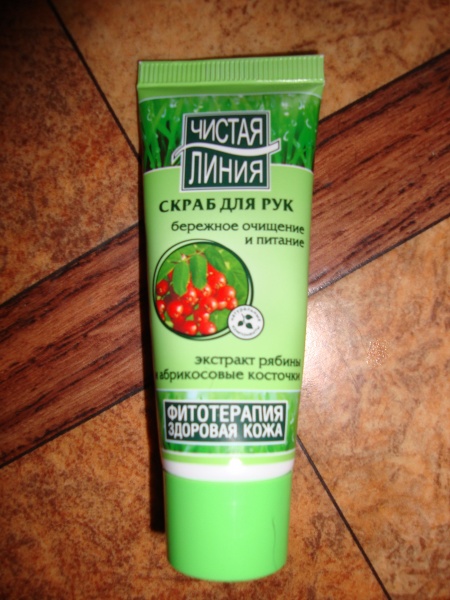 ЧИСТАЯ
ЛИНИЯ
СКРАБ ДЛЯ РУК
бережное очищение
и питание
экстракт рябины
и абрикосовые косточки
ФИТОТЕРАПИЯ
ЗДОРОВАЯ КОЖА